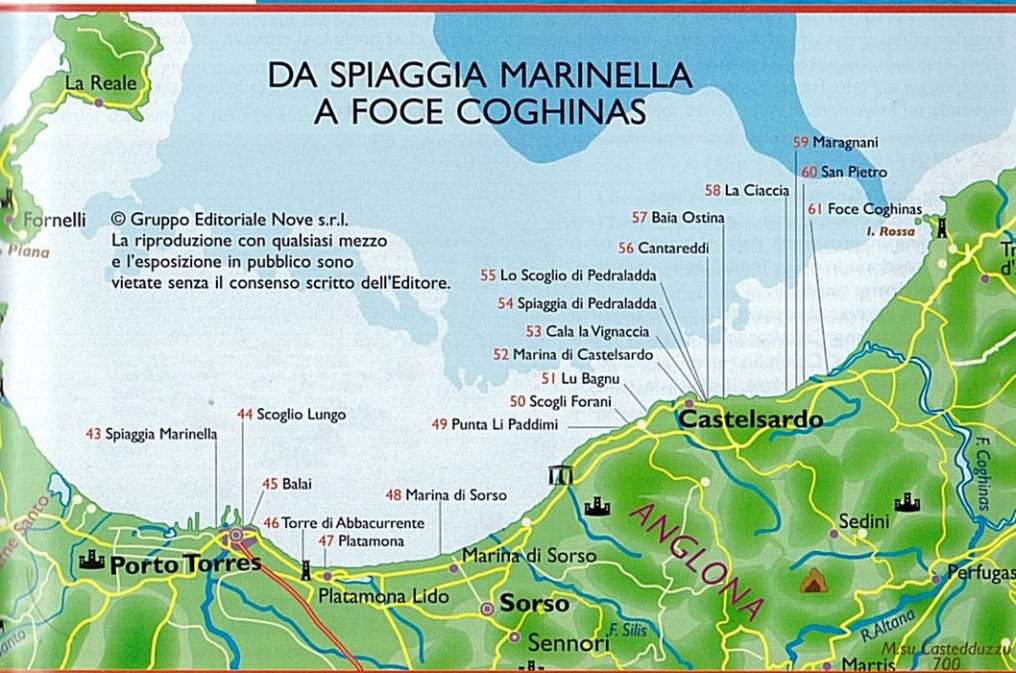 DA SPIAGGIA MARINELLA
A FOCE COGHINAS
La Reale
Fornelli
Piana
© Gruppo Editoriale Nove s.r.l.
La riproduzione con qualsiasi mezzo
e l'esposizione in pubblico sono
vietate senza il consenso scritto dell'Editore.
59 Maragnani
60 San Pietro
58 La Ciaccia
61 Foce Coghinas
57 Baia Ostina
I. Rossa
56 Cantareddi
55 Lo Scoglio di Pedraladda
54 Spiaggia di Pedraladda
53 Cala la Vignaccia
52 Marina di Castelsardo
51 Lu Bagnu
50 Scogli Forani
49 Punta Li Paddimi
Castelsardo
44 Scoglio Lungo
43 Spiaggia Marinella
45 Balai
48 Marina di Sorso
46 Torre di Abbacurrente
47 Platamona
F. Coghinas
ANGLONA
Sedini
Porto Torres
Marina di Sorso
Perfugas
Platamona Lido
Sorso
F. Silis
R.Altana
Sennori
M.su Castedduzzu
700
Martis